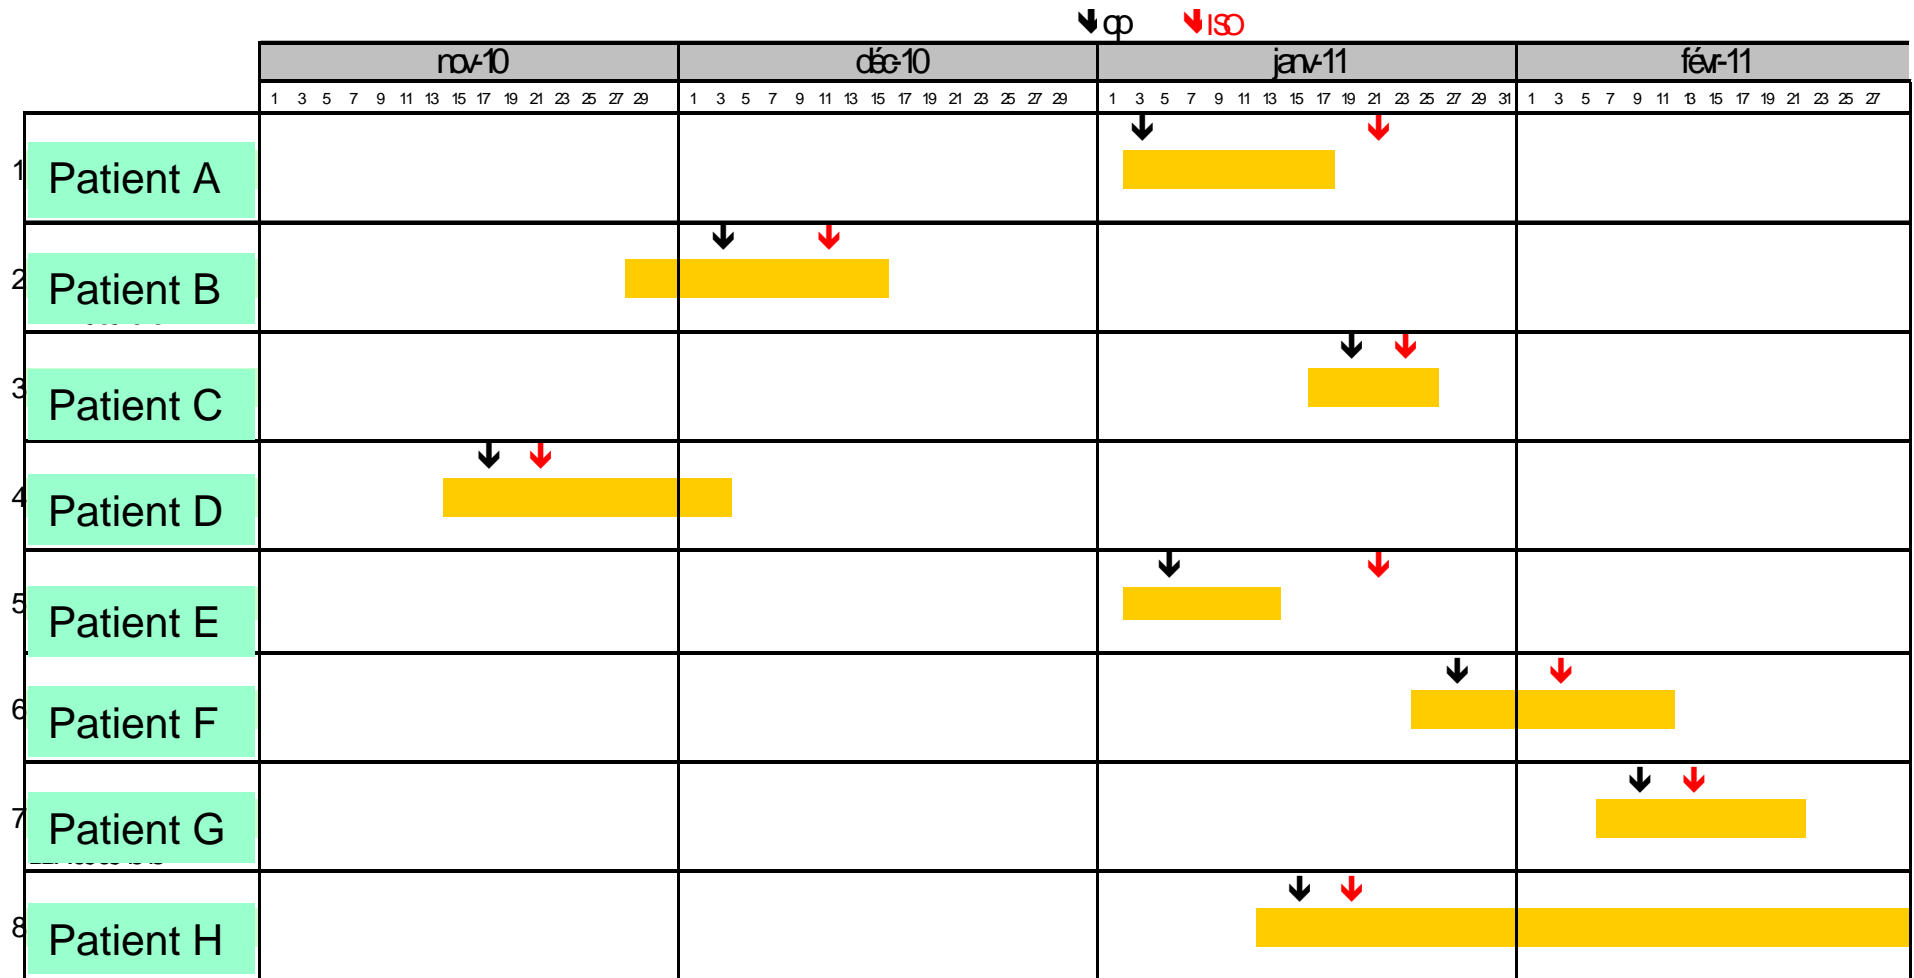 op ISO
nov-10 déc-10 janv-11 févr-11
1 3 5 7 9 11 13 15 17 19 21 23 25 27 29 1 3 5 7 9 11 13 15 17 19 21 23 25 27 29 1 3 5 7 9 11 13 15 17 19 21 23 25 27 29 31 1 3 5 7 9 11 13 15 17 19 21 23 25 27
1 Patient A
2 Patient B
3 Patient C
4 Patient D
5 Patient E
6 Patient F
7 Patient G
8 Patient H